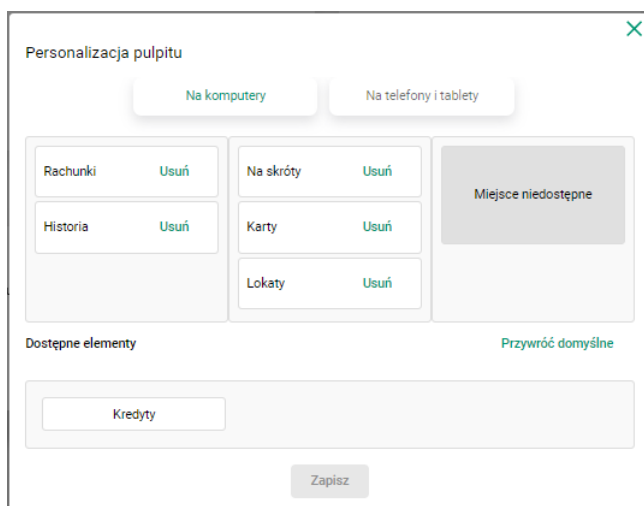 Personalizacja pulpitu
Na komputery
Na telefony i tablety
Rachunki Usuń
Historia Usuń
Na skróty Usuń
Karty Usuń
Lokaty Usuń
Miejsce niedostępne
Dostępne elementy
Przywróć domyślne
Kredyty
Zapisz